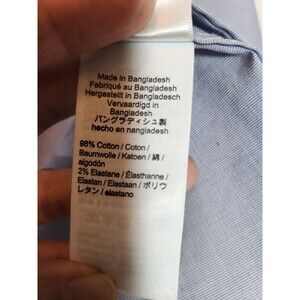 Made in Bangladesh
Fabriqué au Bangladesh
Hergestellt in Bangladesch
Vervaardigd in
Bangladesh
バングラディシュ製
hecho en nangladesh
98% Cotton / Coton /
Baumwolle / Katoen / 綿 /
algodón
2% Elastane / Élasthanne /
Elastan / Elastaan / ポリウ
レタン / elastano